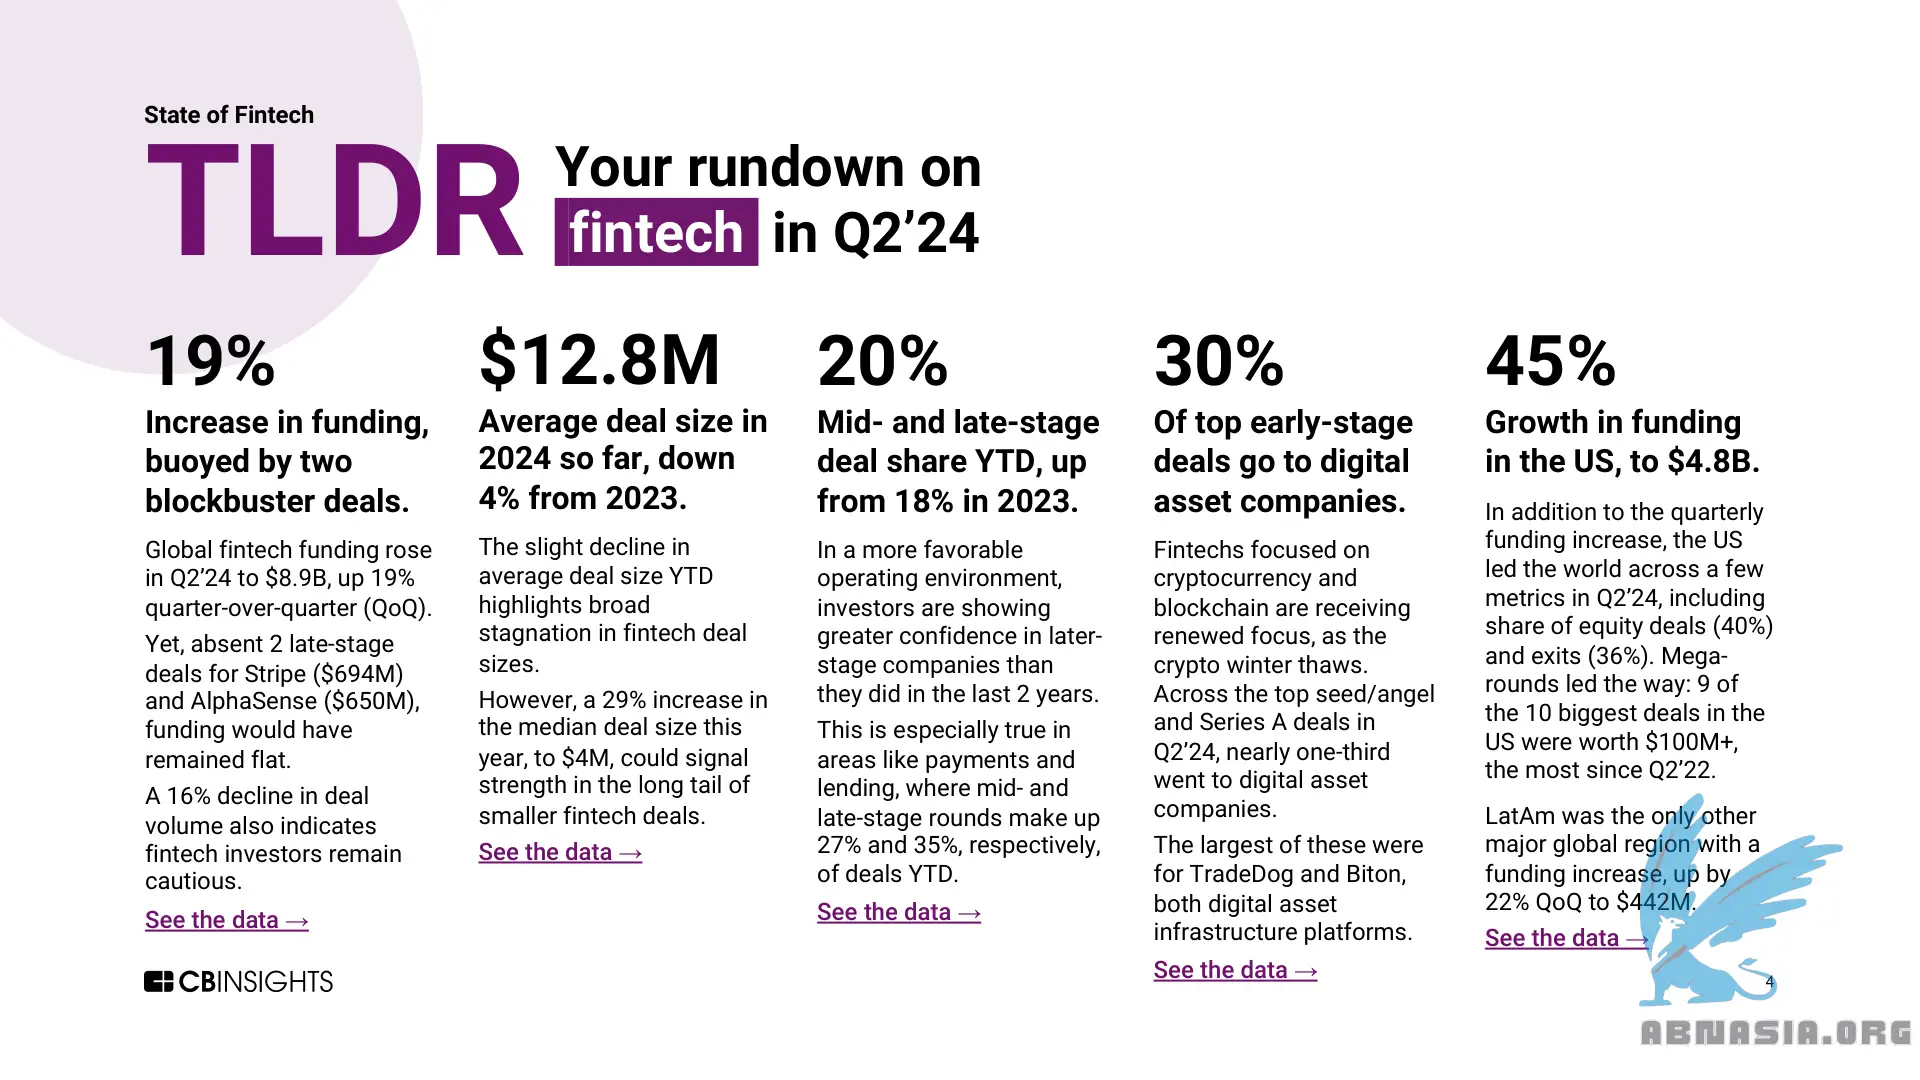 State of Fintech
TLDR
Your rundown on
fintech in Q2’24
19%
Increase in funding,
buoyed by two
blockbuster deals.
Global fintech funding rose
in Q2’24 to $8.9B, up 19%
quarter-over-quarter (QoQ).
Yet, absent 2 late-stage
deals for Stripe ($694M)
and AlphaSense ($650M),
funding would have
remained flat.
A 16% decline in deal
volume also indicates
fintech investors remain
cautious.
See the data →
$12.8M
Average deal size in
2024 so far, down
4% from 2023.
The slight decline in
average deal size YTD
highlights broad
stagnation in fintech deal
sizes.
However, a 29% increase in
the median deal size this
year, to $4M, could signal
strength in the long tail of
smaller fintech deals.
See the data →
20%
Mid- and late-stage
deal share YTD, up
from 18% in 2023.
In a more favorable
operating environment,
investors are showing
greater confidence in later-
stage companies than
they did in the last 2 years.
This is especially true in
areas like payments and
lending, where mid- and
late-stage rounds make up
27% and 35%, respectively,
of deals YTD.
See the data →
30%
Of top early-stage
deals go to digital
asset companies.
Fintechs focused on
cryptocurrency and
blockchain are receiving
renewed focus, as the
crypto winter thaws.
Across the top seed/angel
and Series A deals in
Q2’24, nearly one-third
went to digital asset
companies.
The largest of these were
for TradeDog and Biton,
both digital asset
infrastructure platforms.
See the data →
45%
Growth in funding
in the US, to $4.8B.
In addition to the quarterly
funding increase, the US
led the world across a few
metrics in Q2’24, including
share of equity deals (40%)
and exits (36%). Mega-
rounds led the way: 9 of
the 10 biggest deals in the
US were worth $100M+,
the most since Q2’22.
LatAm was the only other
major global region with a
funding increase, up by
22% QoQ to $442M.
See the data →
CBINSIGHTS
4
ABNASIA.ORG